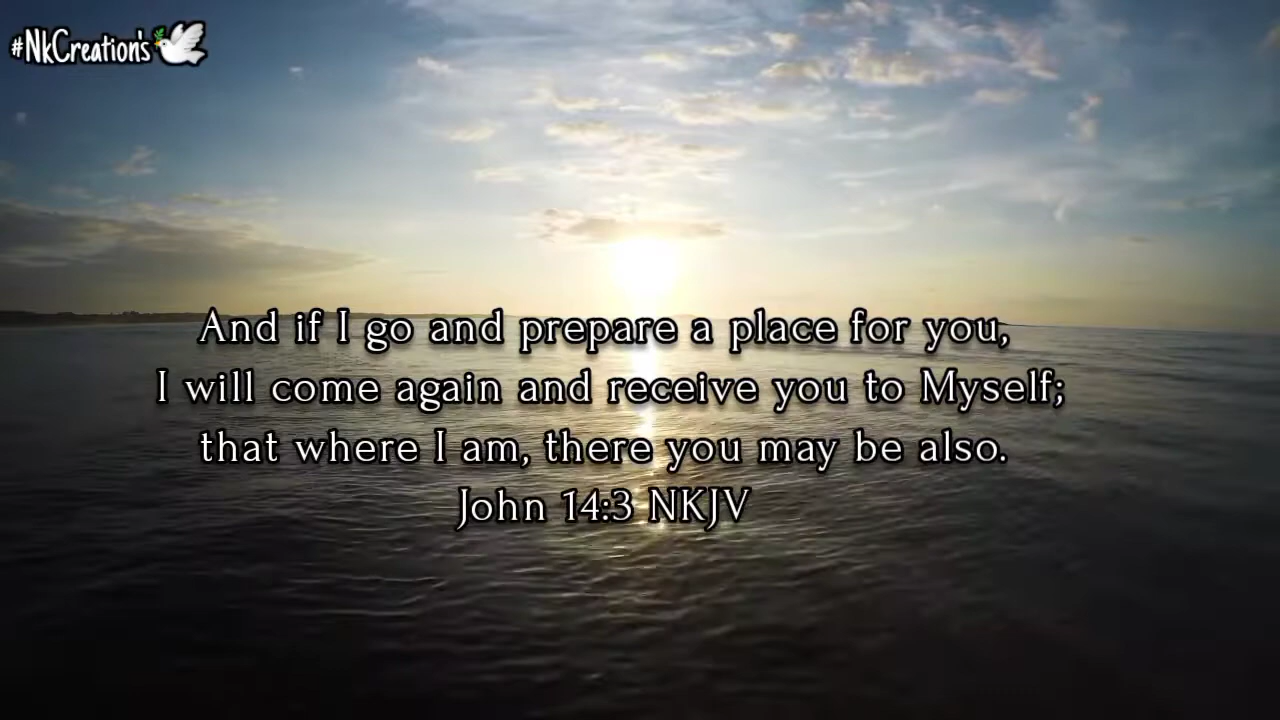 #NkCreation's
And if I go and prepare a place for you,
I will come again and receive you to Myself;
that where I am, there you may be also.
John 14:3 NKJV